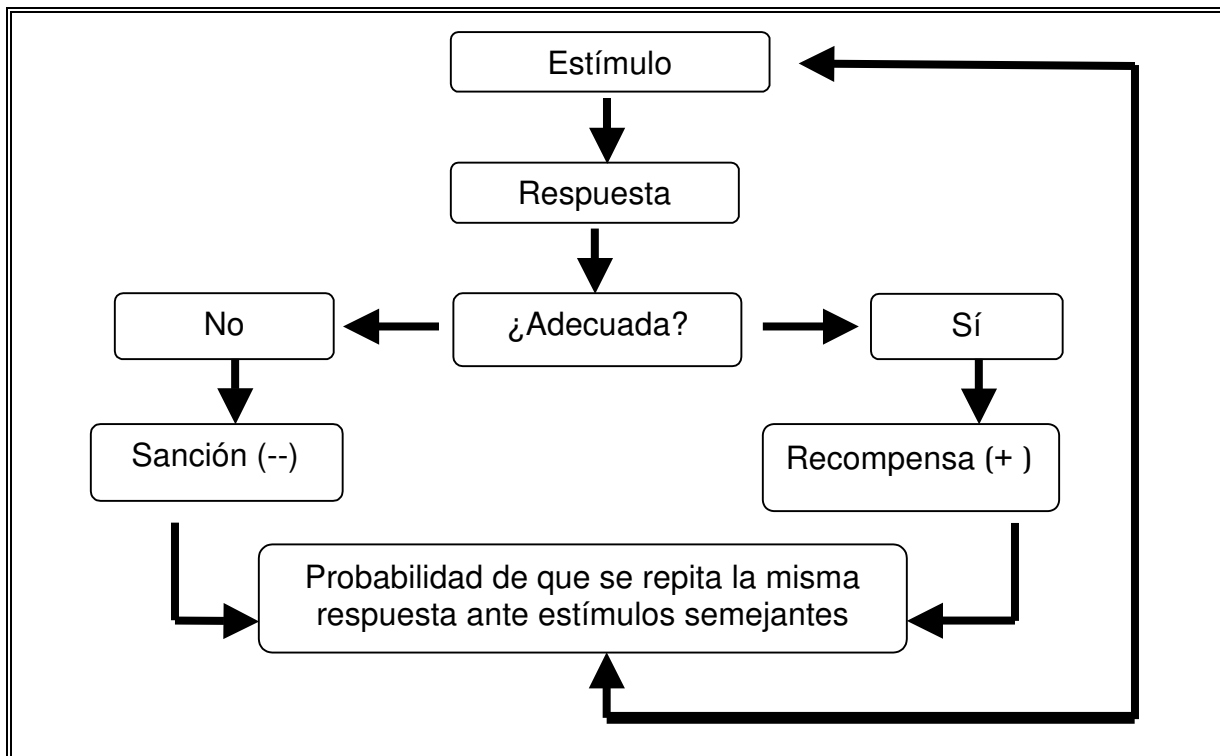 Estímulo
Respuesta
No
¿Adecuada?
Sí
Sanción (--)
Recompensa (+ )
Probabilidad de que se repita la misma
respuesta ante estímulos semejantes